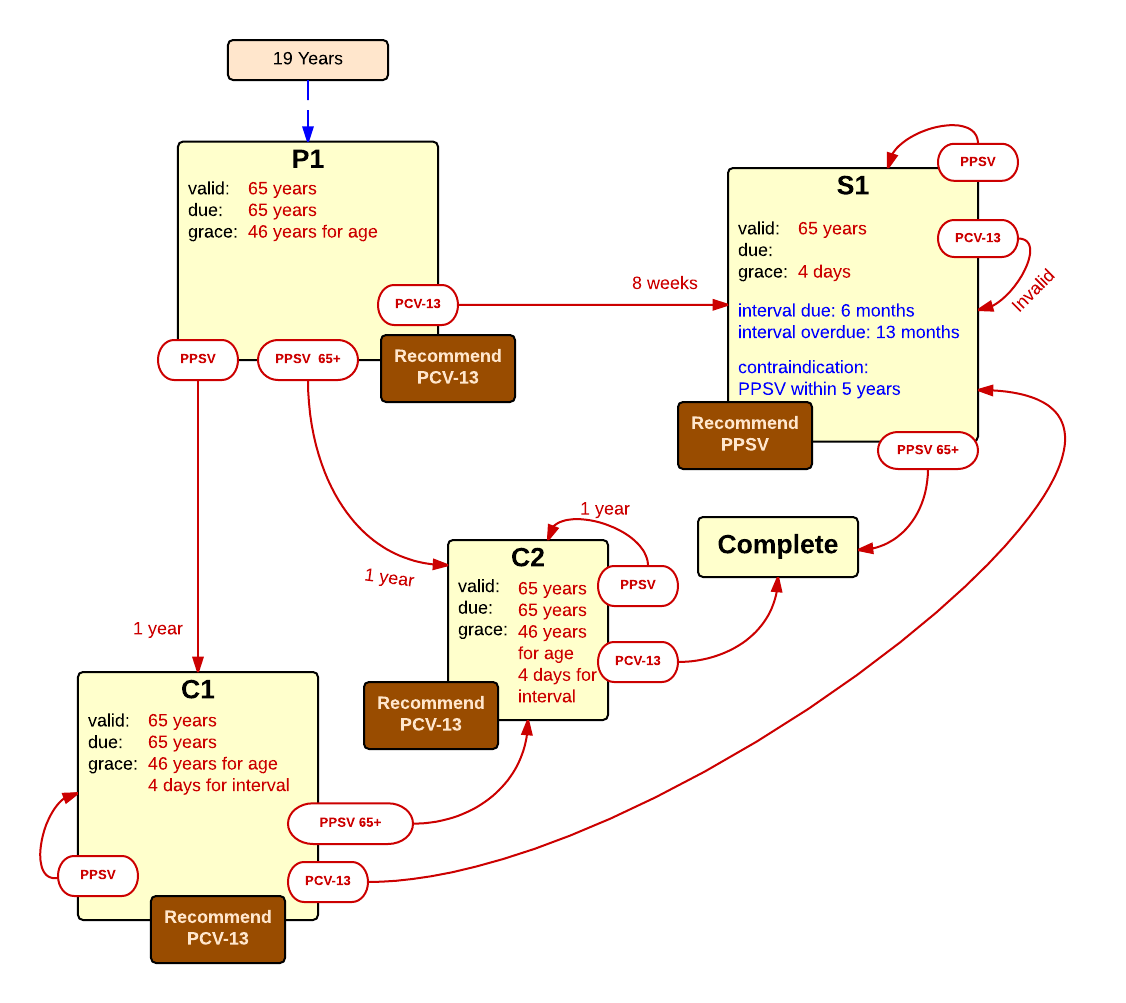 19 Years
P1
valid: 65 years
due: 65 years
grace: 46 years for age
PCV-13
PPSV
PPSV 65+
Recommend
PCV-13
8 weeks
S1
PPSV
valid: 65 years
due:
grace: 4 days
PCV-13
Invalid
interval due: 6 months
interval overdue: 13 months
contraindication:
PPSV within 5 years
Recommend
PPSV
PPSV 65+
1 year
1 year
1 year
C2
valid: 65 years
due: 65 years
grace: 46 years
for age
4 days for
interval
PPSV
PCV-13
Recommend
PCV-13
Complete
C1
valid: 65 years
due: 65 years
grace: 46 years for age
4 days for interval
PPSV 65+
PPSV
PCV-13
Recommend
PCV-13